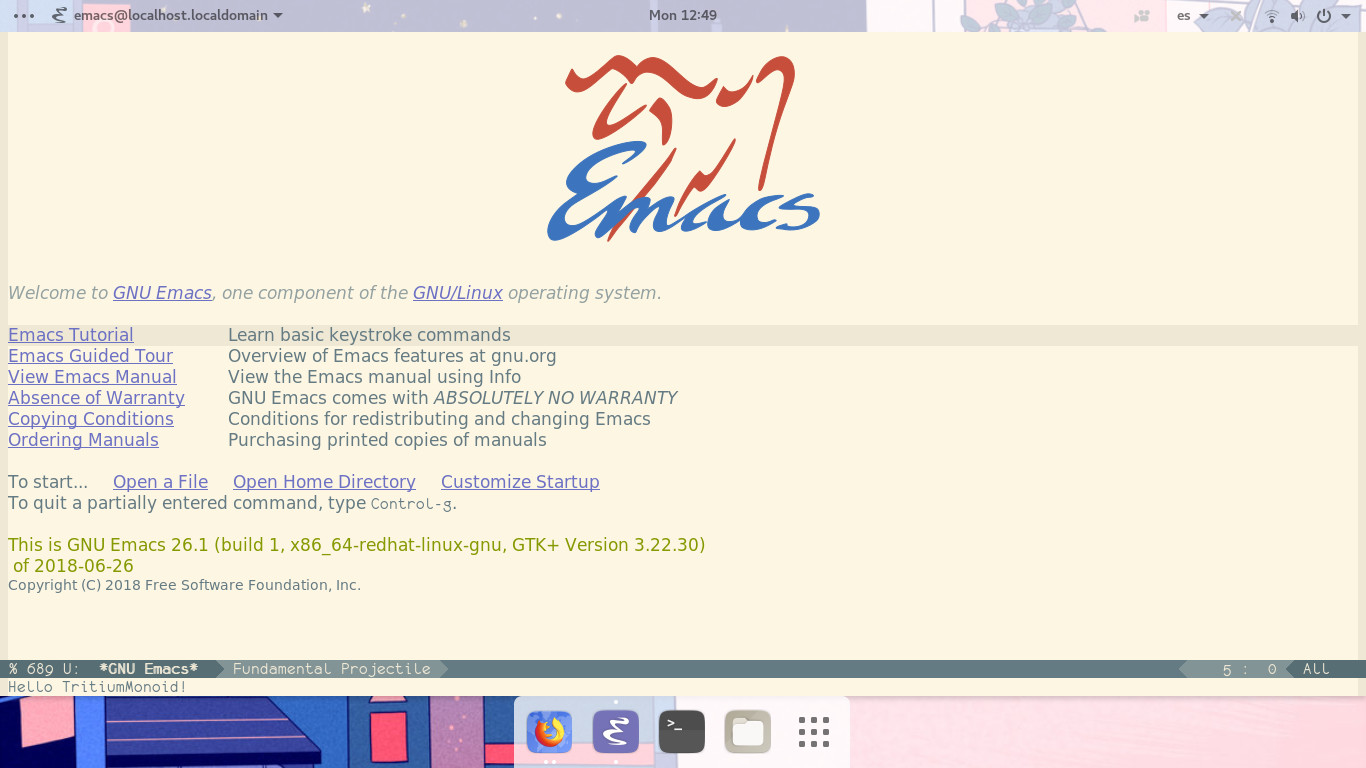 emacs@localhost.localdomain
Mon 12:49
es
Emacs
Welcome to GNU Emacs, one component of the GNU/Linux operating system.
Emacs Tutorial Learn basic keystroke commands
Emacs Guided Tour Overview of Emacs features at gnu.org
View Emacs Manual View the Emacs manual using Info
Absence of Warranty GNU Emacs comes with ABSOLUTELY NO WARRANTY
Copying Conditions Conditions for redistributing and changing Emacs
Ordering Manuals Purchasing printed copies of manuals
To start... Open a File Open Home Directory Customize Startup
To quit a partially entered command, type Control-g.
This is GNU Emacs 26.1 (build 1, x86_64-redhat-linux-gnu, GTK+ Version 3.22.30)
of 2018-06-26
Copyright (C) 2018 Free Software Foundation, Inc.
% 689 U: *GNU Emacs* Fundamental Projectile 5 : 0 All
Hello TritiumMonoid!
>_